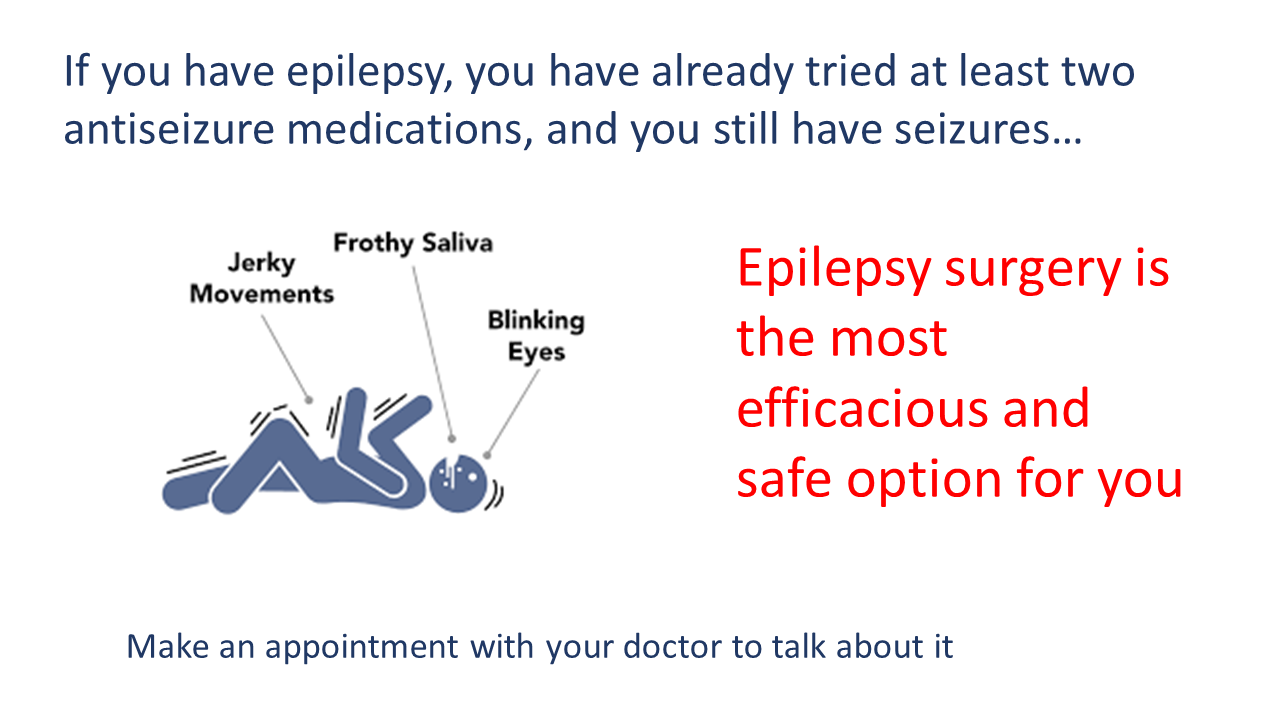 If you have epilepsy, you have already tried at least two
antiseizure medications, and you still have seizures…
Frothy Saliva
Jerky
Movements
Blinking
Eyes
Epilepsy surgery is
the most
efficacious and
safe option for you
Make an appointment with your doctor to talk about it